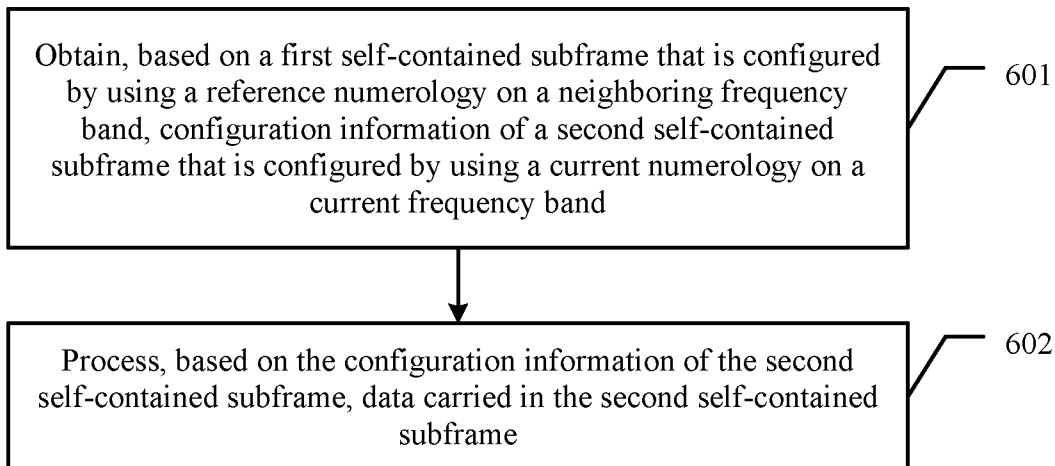 Obtain, based on a first self-contained subframe that is configured
by using a reference numerology on a neighboring frequency
band, configuration information of a second self-contained
subframe that is configured by using a current numerology on a
current frequency band
601
Process, based on the configuration information of the second
self-contained subframe, data carried in the second self-contained
subframe
602